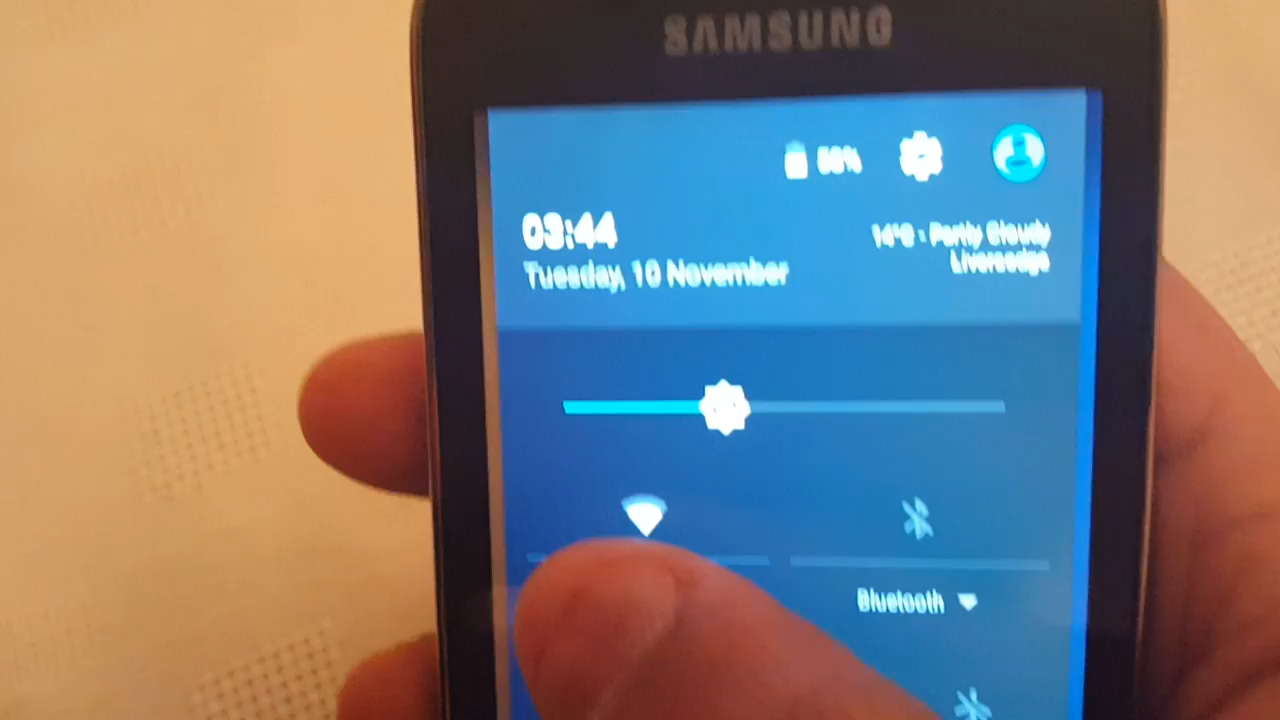 SAMSUNG
03:44
Tuesday, 10 November
14°C · Partly Cloudy
Liversedge
Bluetooth